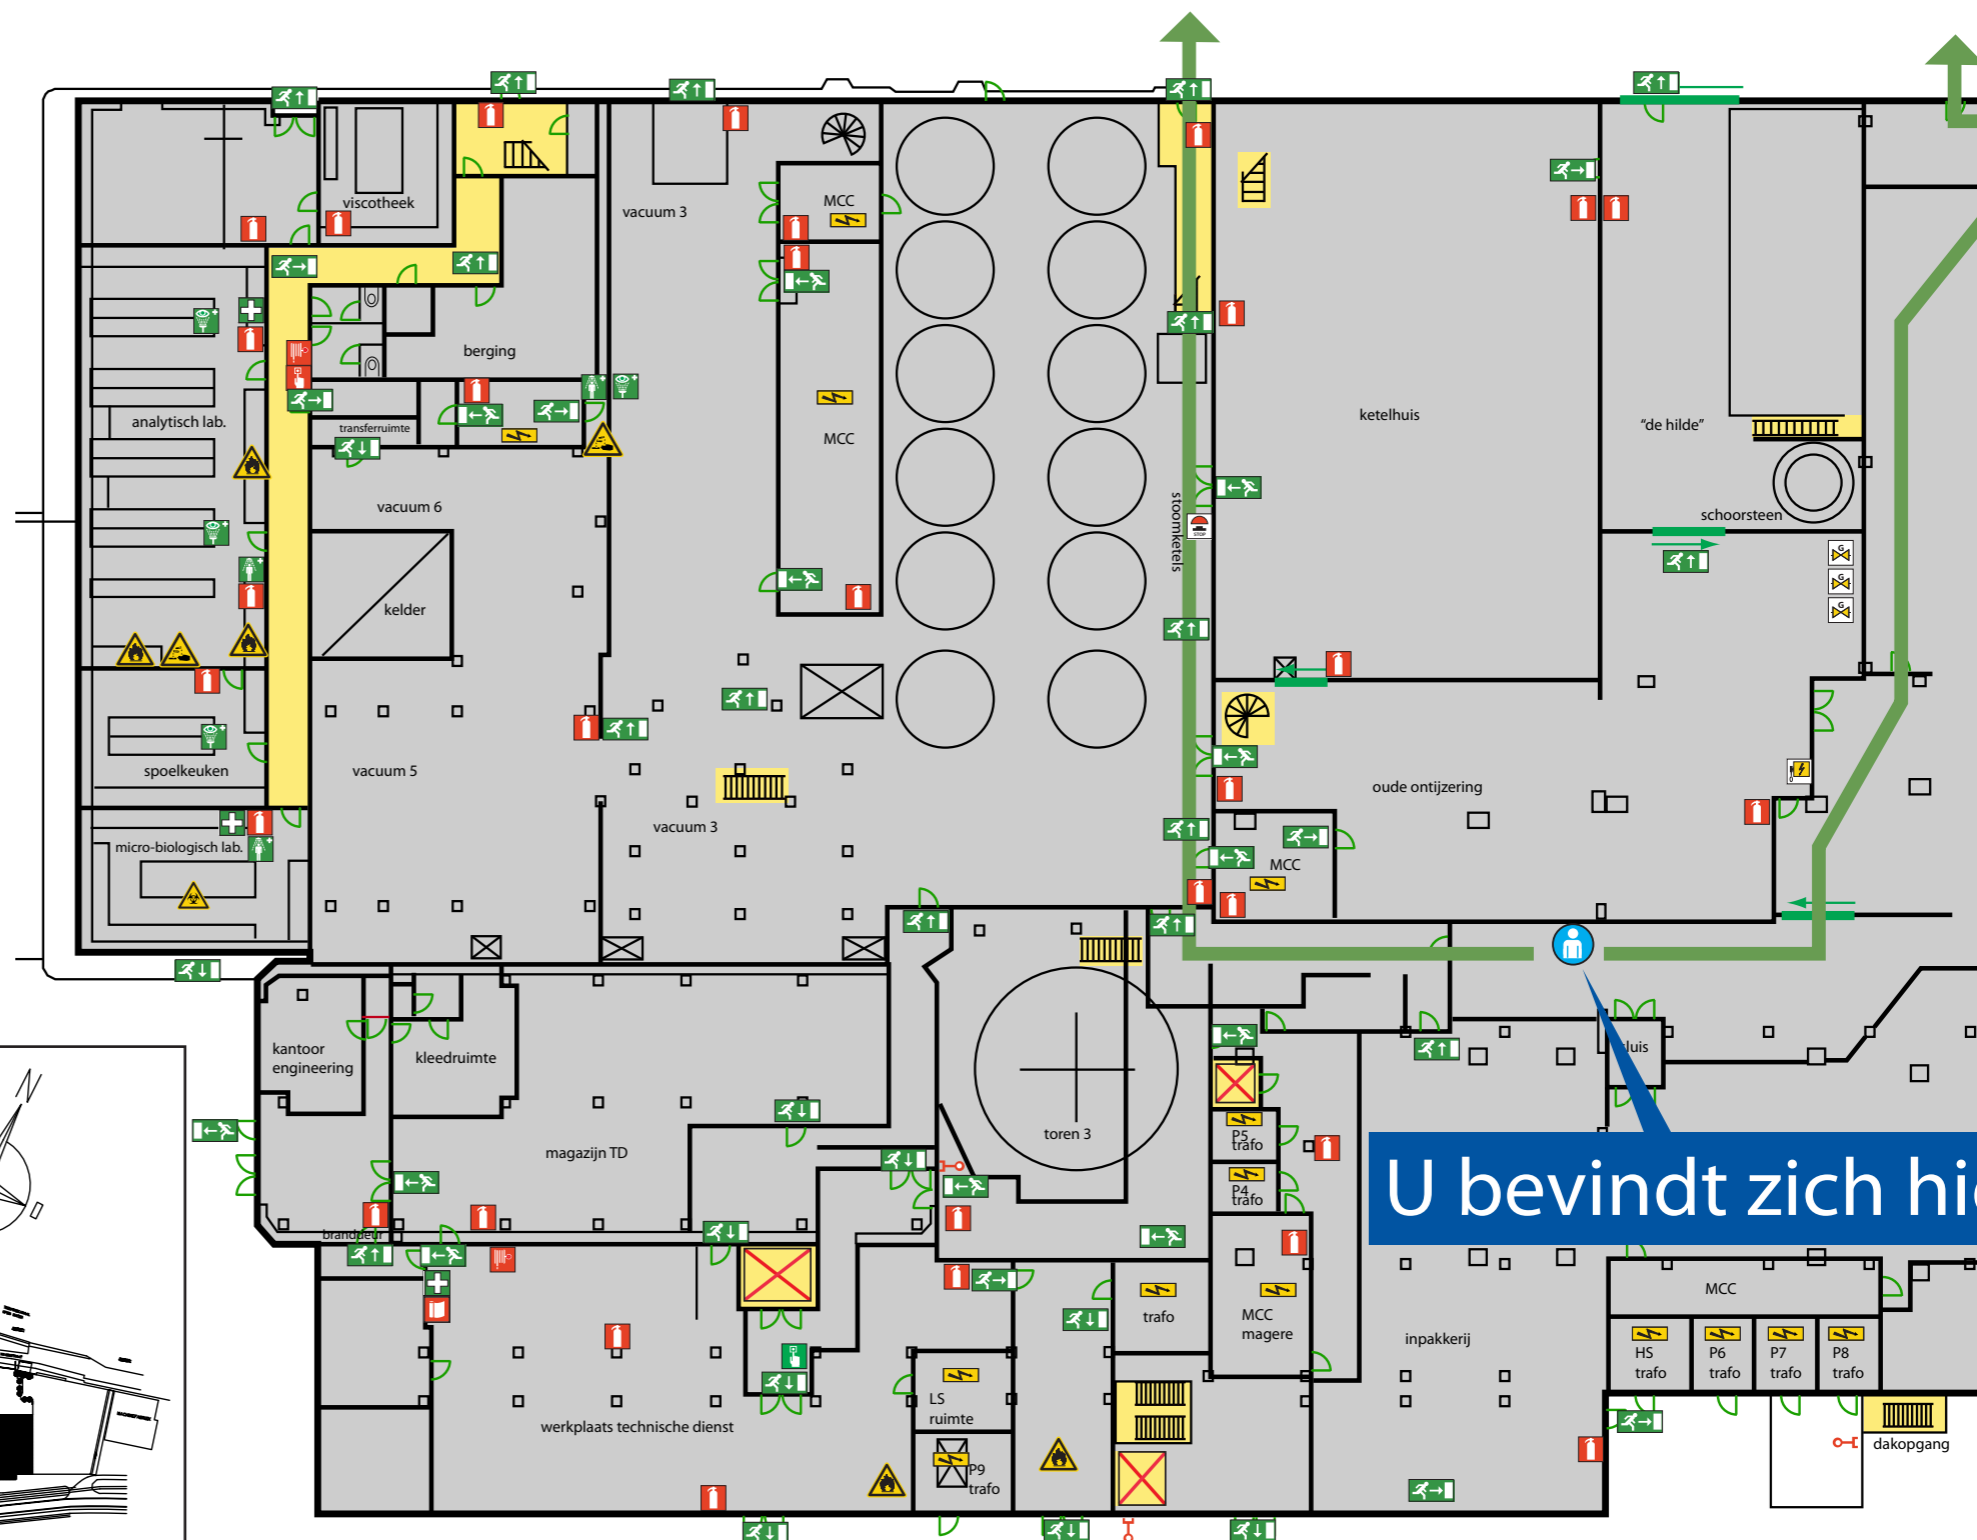 viscotheek
vacuum 3
MCC
berging
analytisch lab.
transferruimte
MCC
ketelhuis
"de hilde"
vacuum 6
stoomketels
STOP
schoorsteen
G
G
G
kelder
spoelkeuken
vacuum 5
vacuum 3
oude ontijzering
micro-biologisch lab.
MCC
kantoor
engineering
kleedruimte
sluis
N
magazijn TD
toren 3
P5
trafo
P4
trafo
U bevindt zich hie
branddeur
trafo
MCC
magere
inpakkerij
MCC
HS
trafo
P6
trafo
P7
trafo
P8
trafo
LS
ruimte
werkplaats technische dienst
P9
trafo
dakopgang